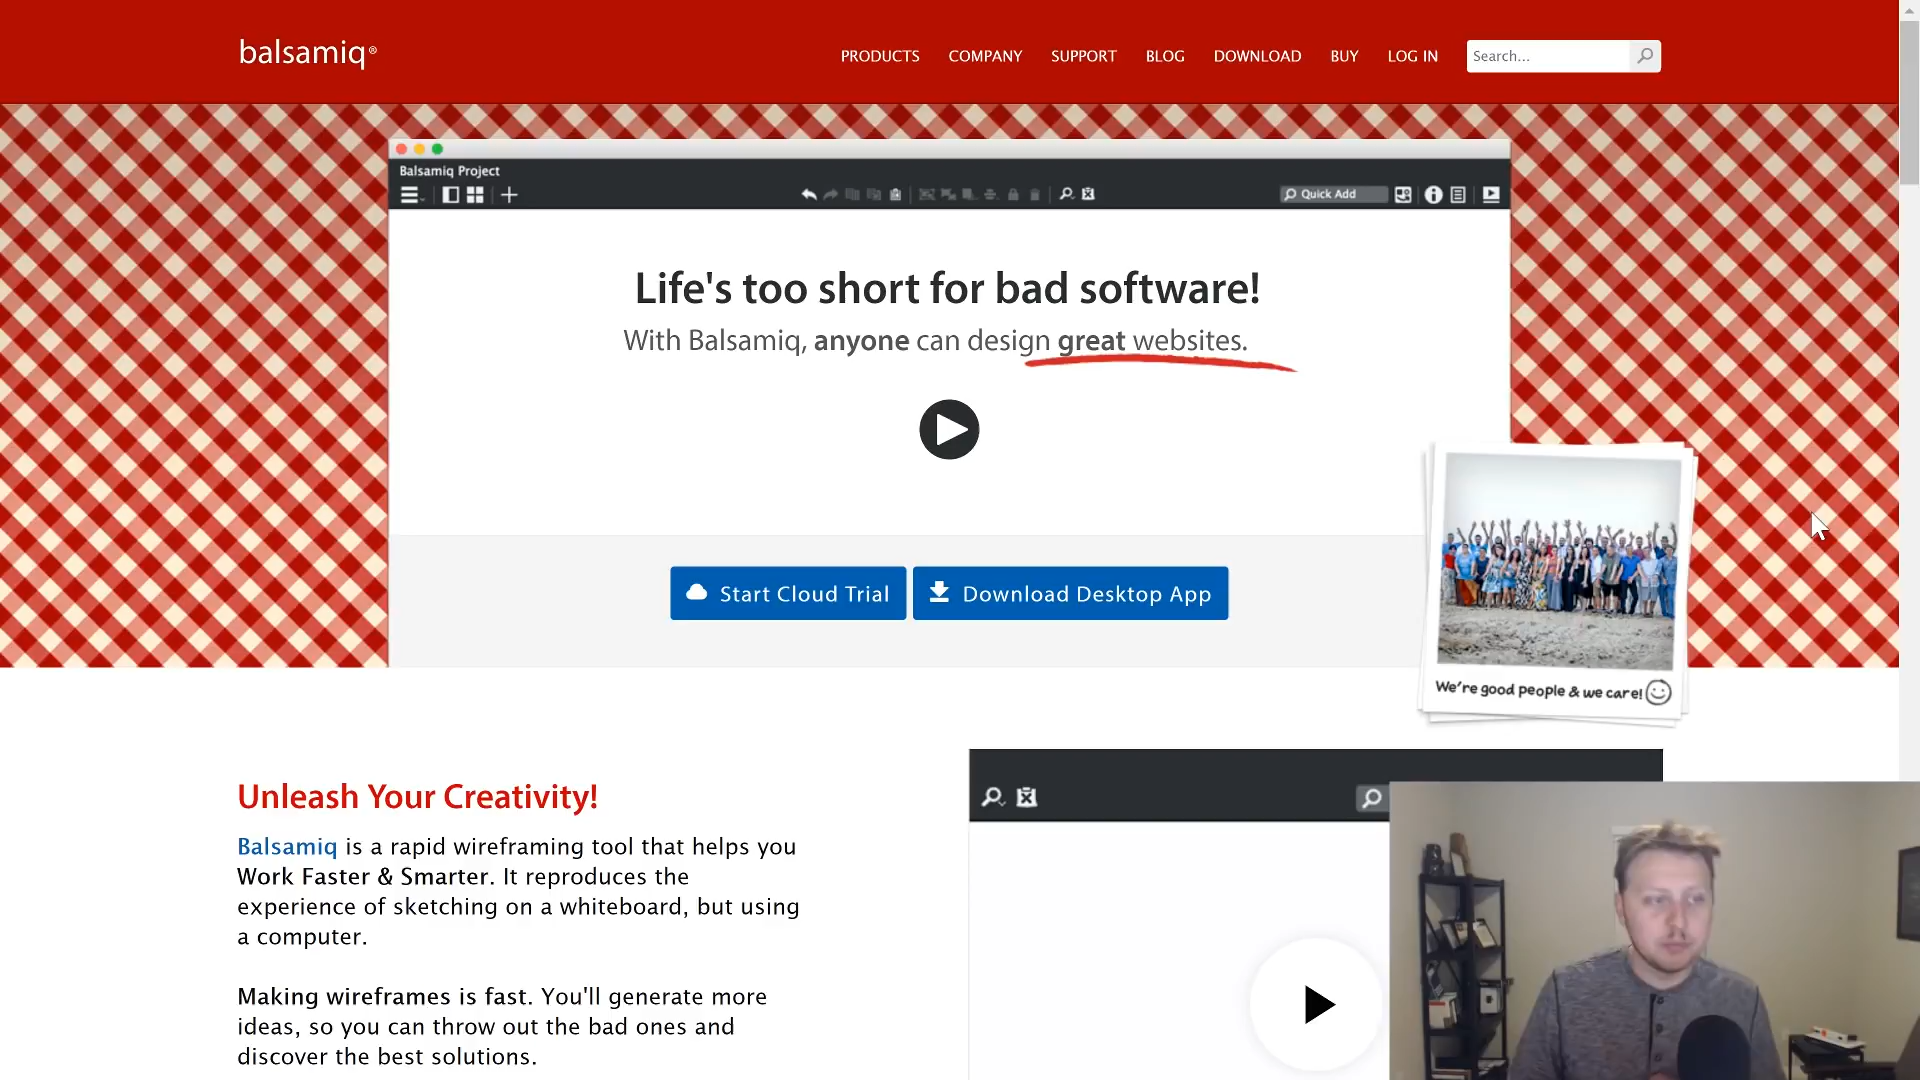 balsamiq®
PRODUCTS COMPANY SUPPORT BLOG DOWNLOAD BUY LOG IN Search...
Balsamiq Project
Quick Add
Life's too short for bad software!
With Balsamiq, anyone can design great websites.
Start Cloud Trial Download Desktop App
We're good people & we care!
Unleash Your Creativity!
Balsamiq is a rapid wireframing tool that helps you
Work Faster & Smarter. It reproduces the
experience of sketching on a whiteboard, but using
a computer.
Making wireframes is fast. You'll generate more
ideas, so you can throw out the bad ones and
discover the best solutions.